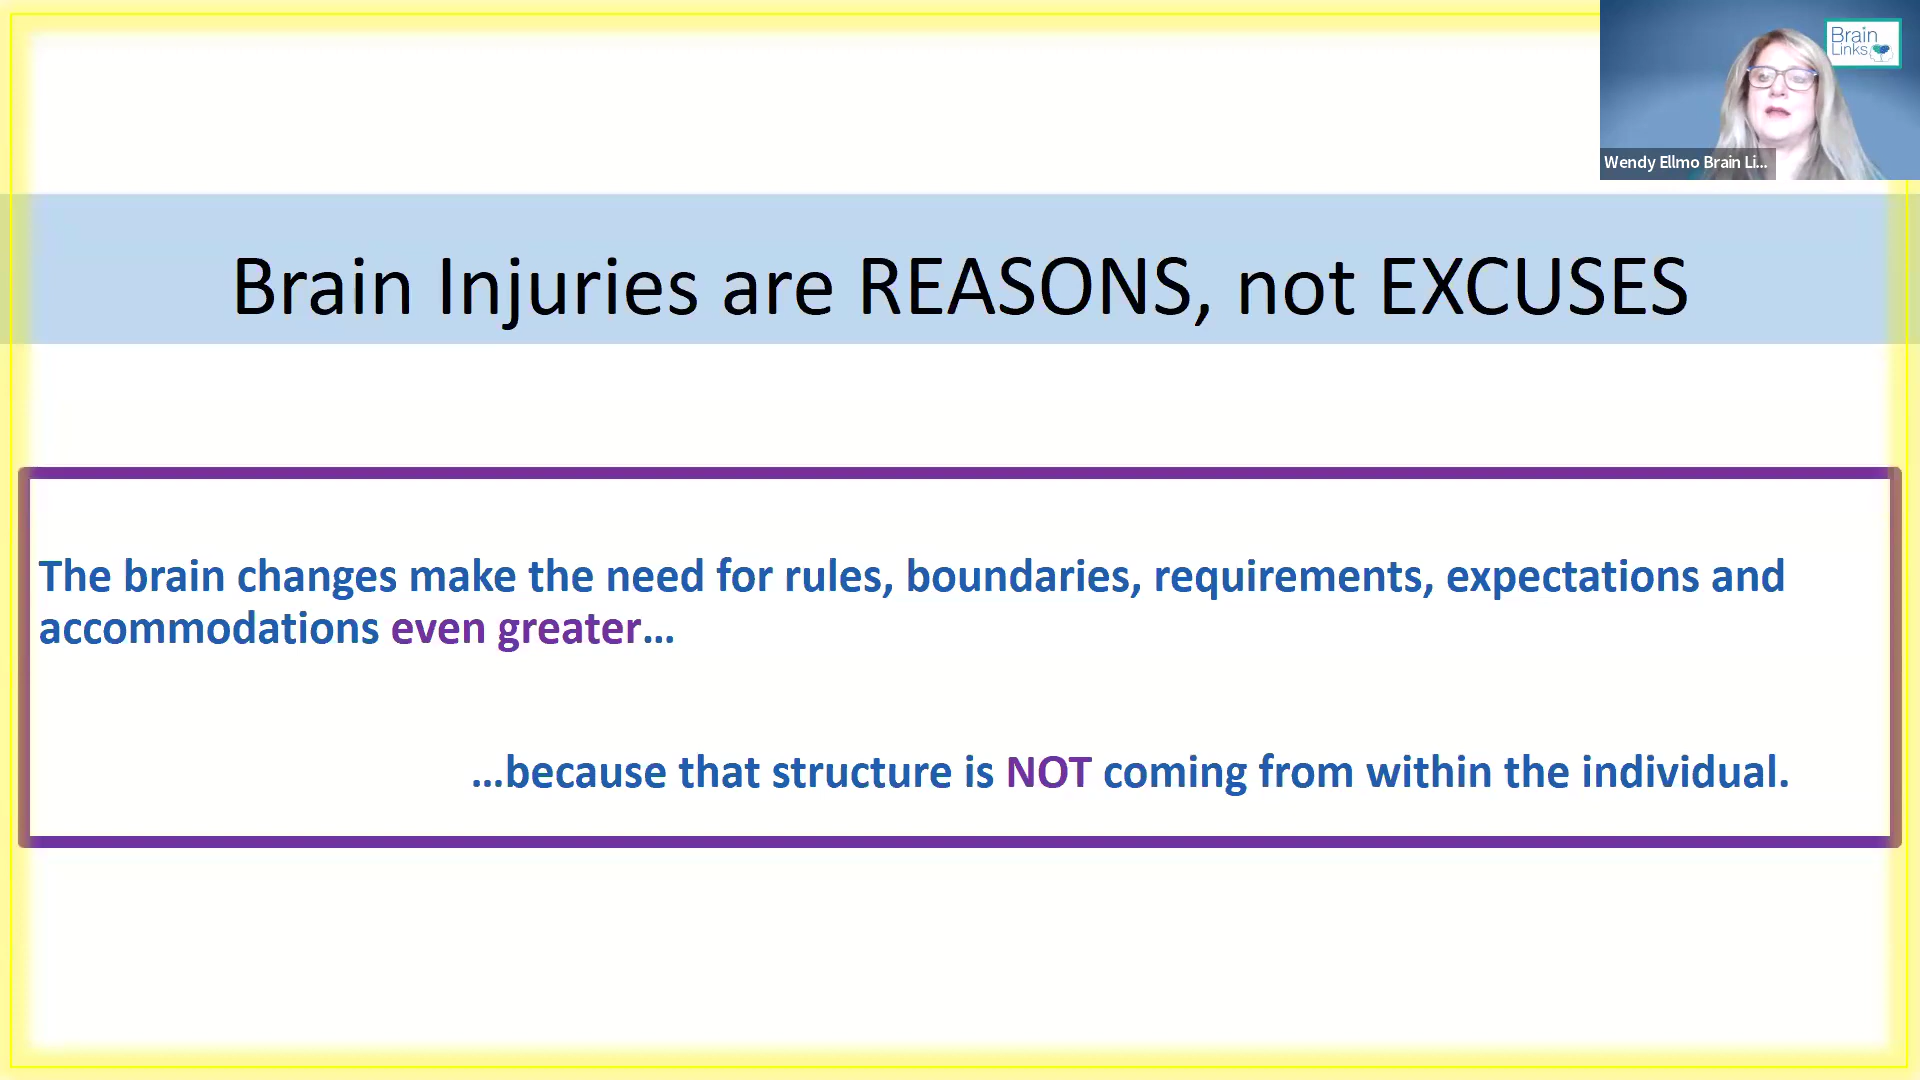 Brain
Links
Wendy Ellmo Brain Li...
Brain Injuries are REASONS, not EXCUSES
The brain changes make the need for rules, boundaries, requirements, expectations and
accommodations even greater...
...because that structure is NOT coming from within the individual.